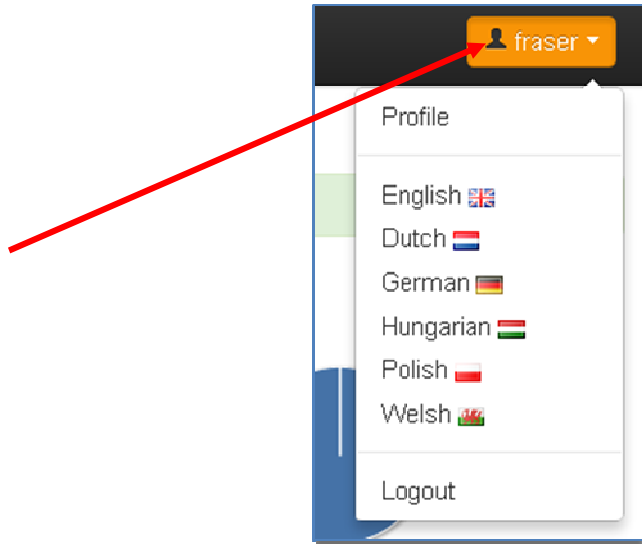 fraser
Profile
English
Dutch
German
Hungarian
Polish
Welsh
Logout